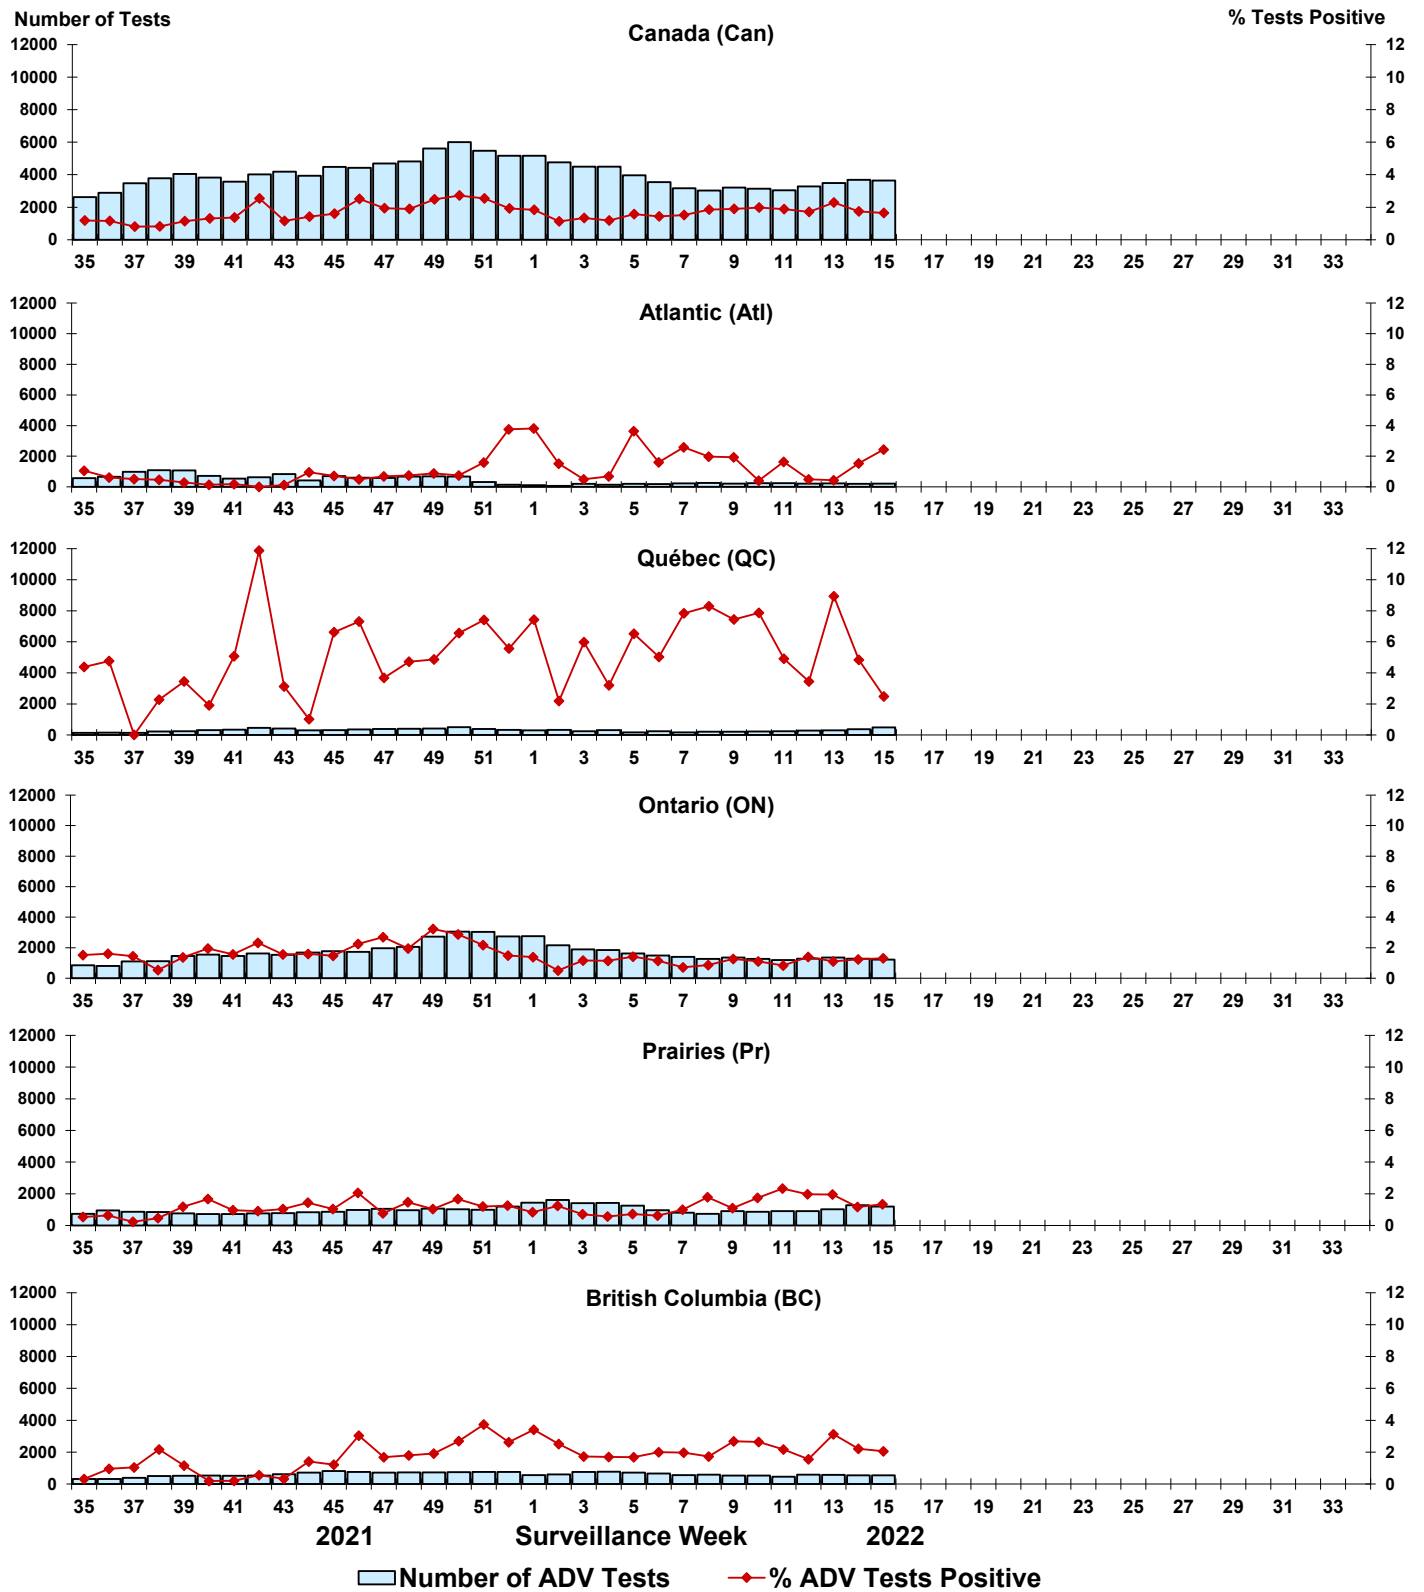 Number of Tests % Tests Positive
Canada (Can)
12000 12
10000 10
8000 8
6000 6
4000 4
2000 2
0 0
35 37 39 41 43 45 47 49 51 1 3 5 7 9 11 13 15 17 19 21 23 25 27 29 31 33
Atlantic (Atl)
12000 12
10000 10
8000 8
6000 6
4000 4
2000 2
0 0
35 37 39 41 43 45 47 49 51 1 3 5 7 9 11 13 15 17 19 21 23 25 27 29 31 33
Québec (QC)
12000 12
10000 10
8000 8
6000 6
4000 4
2000 2
0 0
35 37 39 41 43 45 47 49 51 1 3 5 7 9 11 13 15 17 19 21 23 25 27 29 31 33
Ontario (ON)
12000 12
10000 10
8000 8
6000 6
4000 4
2000 2
0 0
35 37 39 41 43 45 47 49 51 1 3 5 7 9 11 13 15 17 19 21 23 25 27 29 31 33
Prairies (Pr)
12000 12
10000 10
8000 8
6000 6
4000 4
2000 2
0 0
35 37 39 41 43 45 47 49 51 1 3 5 7 9 11 13 15 17 19 21 23 25 27 29 31 33
British Columbia (BC)
12000 12
10000 10
8000 8
6000 6
4000 4
2000 2
0 0
35 37 39 41 43 45 47 49 51 1 3 5 7 9 11 13 15 17 19 21 23 25 27 29 31 33
2021 Surveillance Week 2022
Number of ADV Tests % ADV Tests Positive